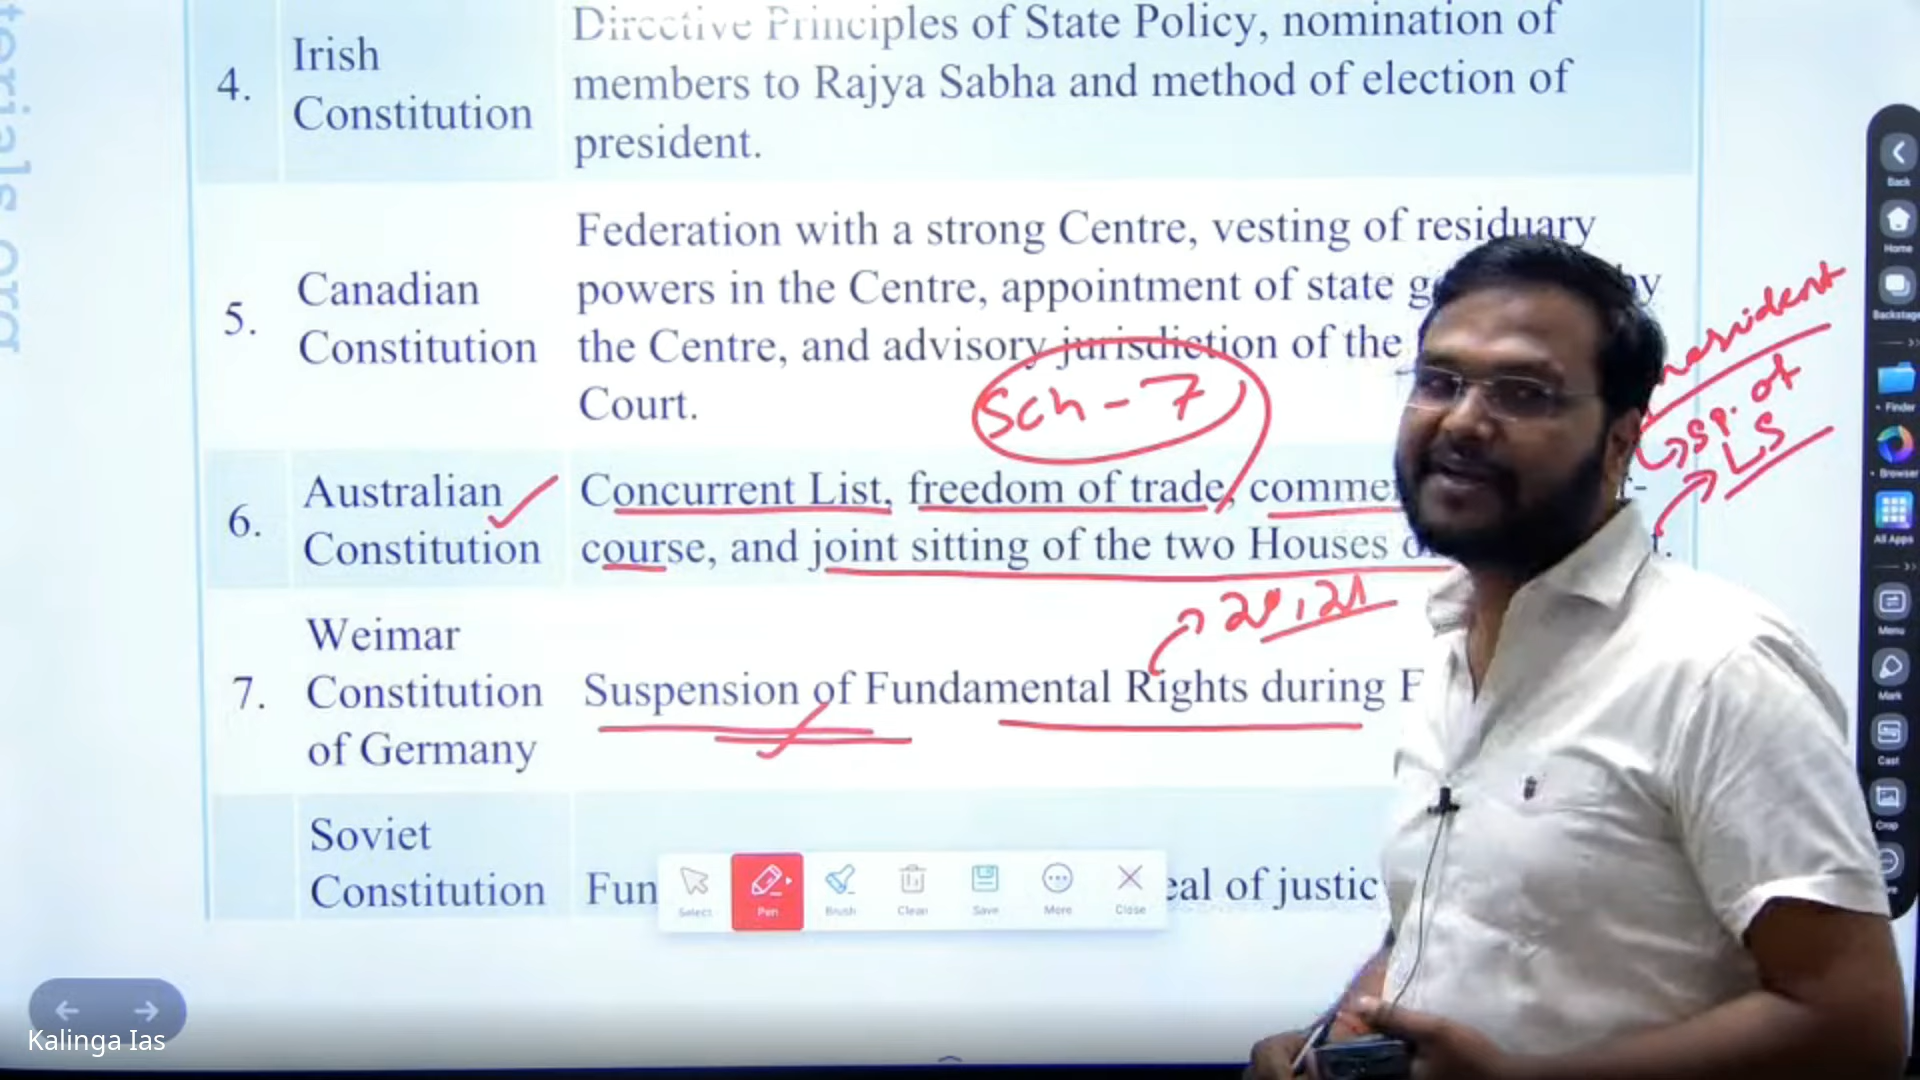 4.
Irish
Constitution
Directive Principles of State Policy, nomination of
members to Rajya Sabha and method of election of
president.
5.
Canadian
Constitution
Federation with a strong Centre, vesting of residuary
powers in the Centre, appointment of state
by
the Centre, and advisory jurisdiction of the
Court.
Sch - 7
sp. of
LS
6.
Australian
Constitution
Concurrent List, freedom of trade,
course, and joint sitting of the two Houses
20, 21
7.
Weimar
Constitution
of Germany
Suspension of Fundamental Rights during
Soviet
Constitution
of
Select
Pen
Brush
Clean
Save
More
Close
Back
Home
Backstage
Finder
Browser
All Apps
Menu
Mark
Cast
Crop
Kalinga Ias